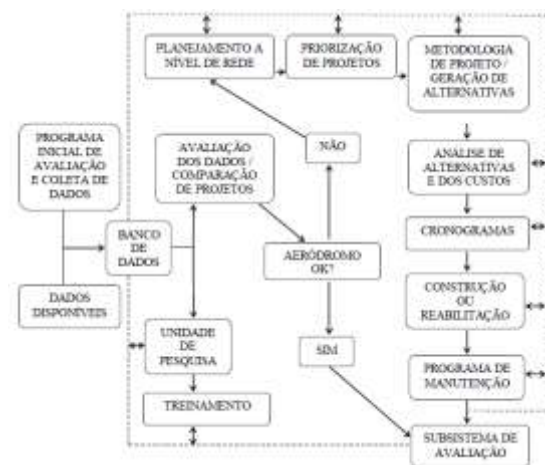 PLANEJAMENTO A
NÍVEL DE REDE
PRIORIZAÇÃO
DE PROJETOS
METODOLOGIA
DE PROJETO /
GERAÇÃO DE
ALTERNATIVAS
PROGRAMA
INICIAL DE
AVALIAÇÃO
E COLETA DE
DADOS
AVALIAÇÃO
DOS DADOS /
COMPARAÇÃO
DE PROJETOS
NÃO
ANÁLISE DE
ALTERNATIVAS
E DOS CUSTOS
BANCO
DE
DADOS
AERÓDROMO
OK?
CRONOGRAMAS
DADOS
DISPONÍVEIS
CONSTRUÇÃO
OU
REABILITAÇÃO
UNIDADE
DE
PESQUISA
SIM
PROGRAMA DE
MANUTENÇÃO
TREINAMENTO
SUBSISTEMA DE
AVALIAÇÃO